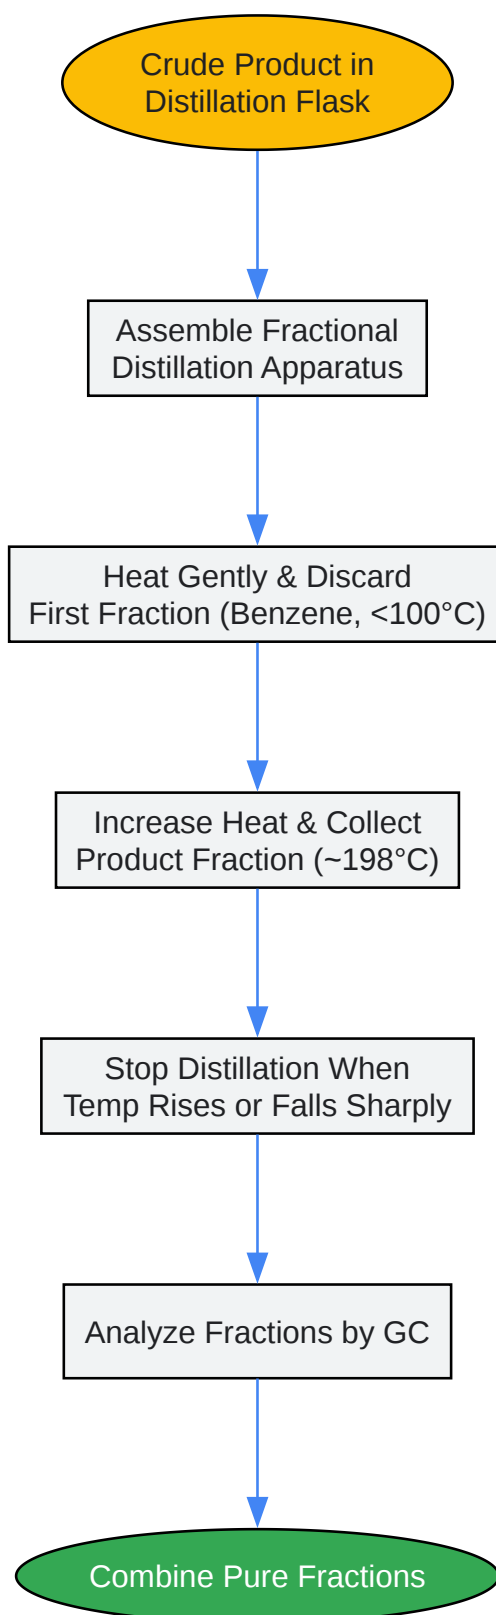 Crude Product in
Distillation Flask
Assemble Fractional
Distillation Apparatus
Heat Gently & Discard
First Fraction (Benzene, <100°C)
Increase Heat & Collect
Product Fraction (~198°C)
Stop Distillation When
Temp Rises or Falls Sharply
Analyze Fractions by GC
Combine Pure Fractions